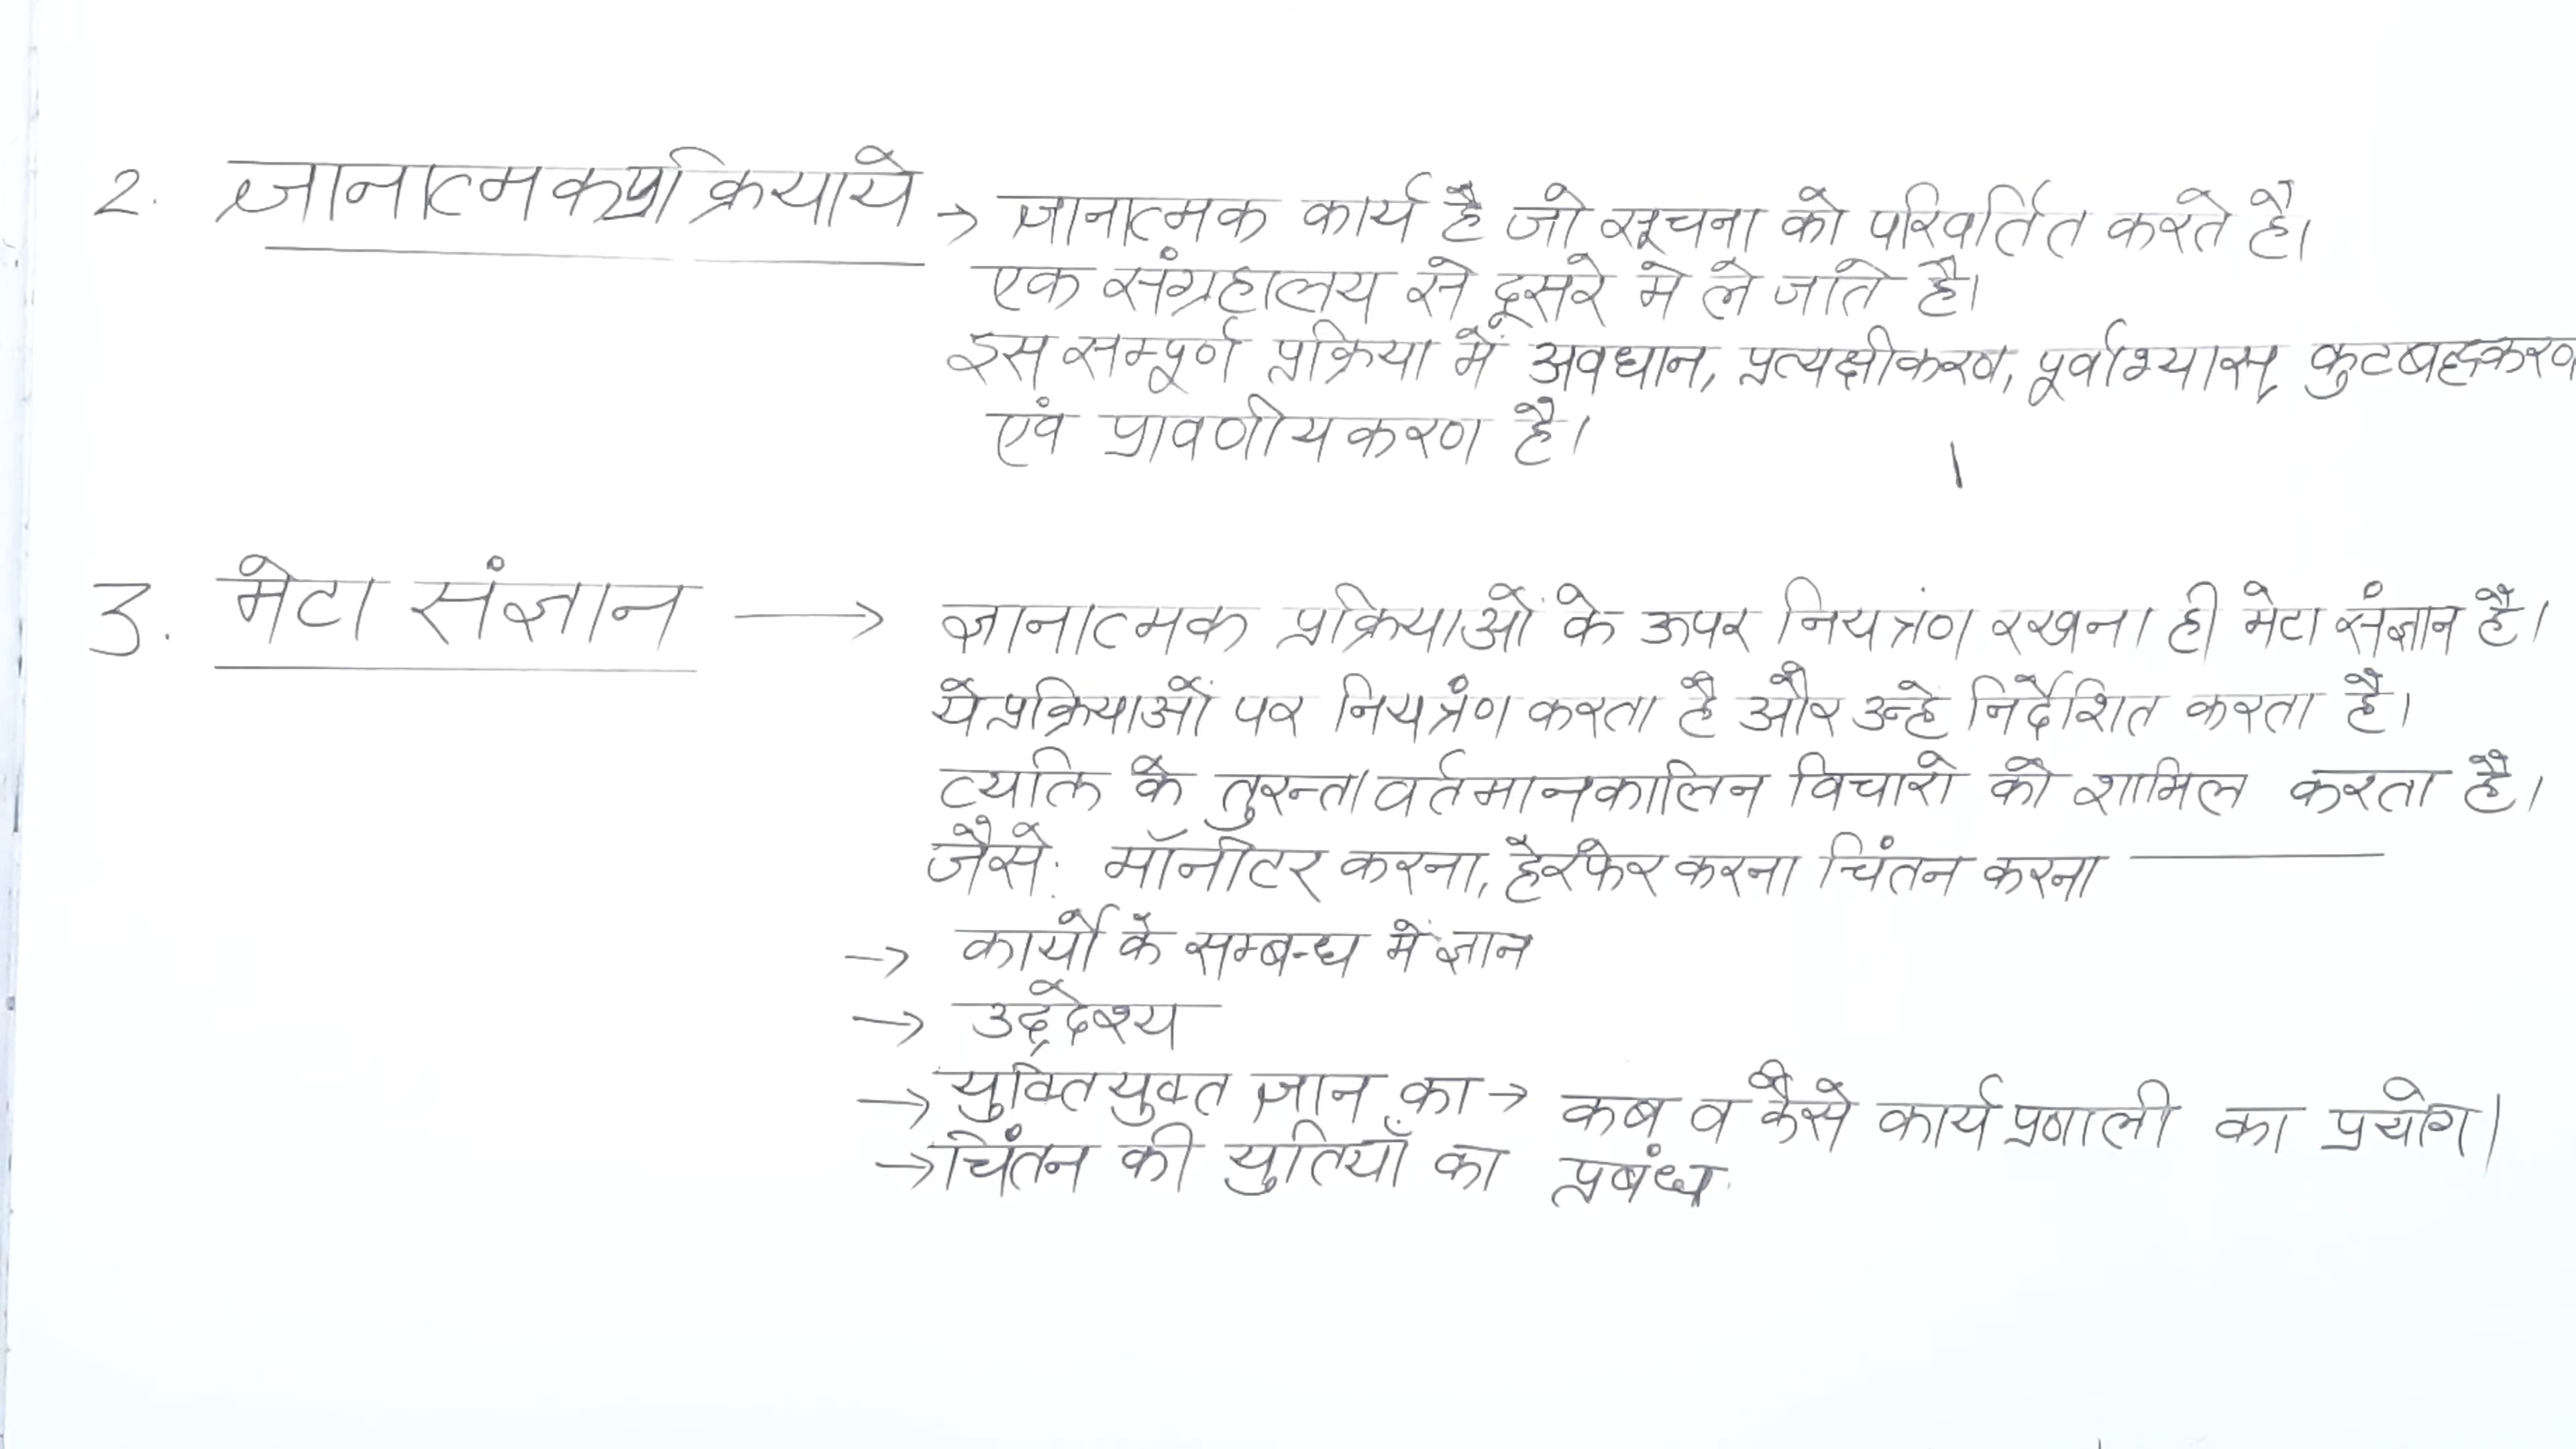 2. ज्ञानात्मक प्रक्रियाये → ज्ञानात्मक कार्य है जो सूचना को परिवर्तित करते है।
एक संग्रहालय से दूसरे मे ले जाते है।
इस सम्पूर्ण प्रक्रिया में अवधान, प्रत्यक्षीकरण, पूर्वाभ्यास, कुटबद्धकरण
एवं प्रावणीयकरण है।
3. मेटा संज्ञान → ज्ञानात्मक प्रक्रियाओं के ऊपर नियत्रंण रखना ही मेटा संज्ञान है।
ये प्रक्रियाओं पर नियत्रंण करता है और उन्हे निर्देशित करता है।
व्यक्ति के तुरन्त/वर्तमानकालिन विचारो को शामिल करता है।
जैसे: मॉनीटर करना, हैरफेर करना चिंतन करना
→ कार्यो के सम्बन्ध में ज्ञान
→ उद्देश्य
→ युक्तियुक्त ज्ञान का → कब व कैसे कार्य प्रणाली का प्रयोग।
→ चिंतन की युतियाँ का प्रबंध